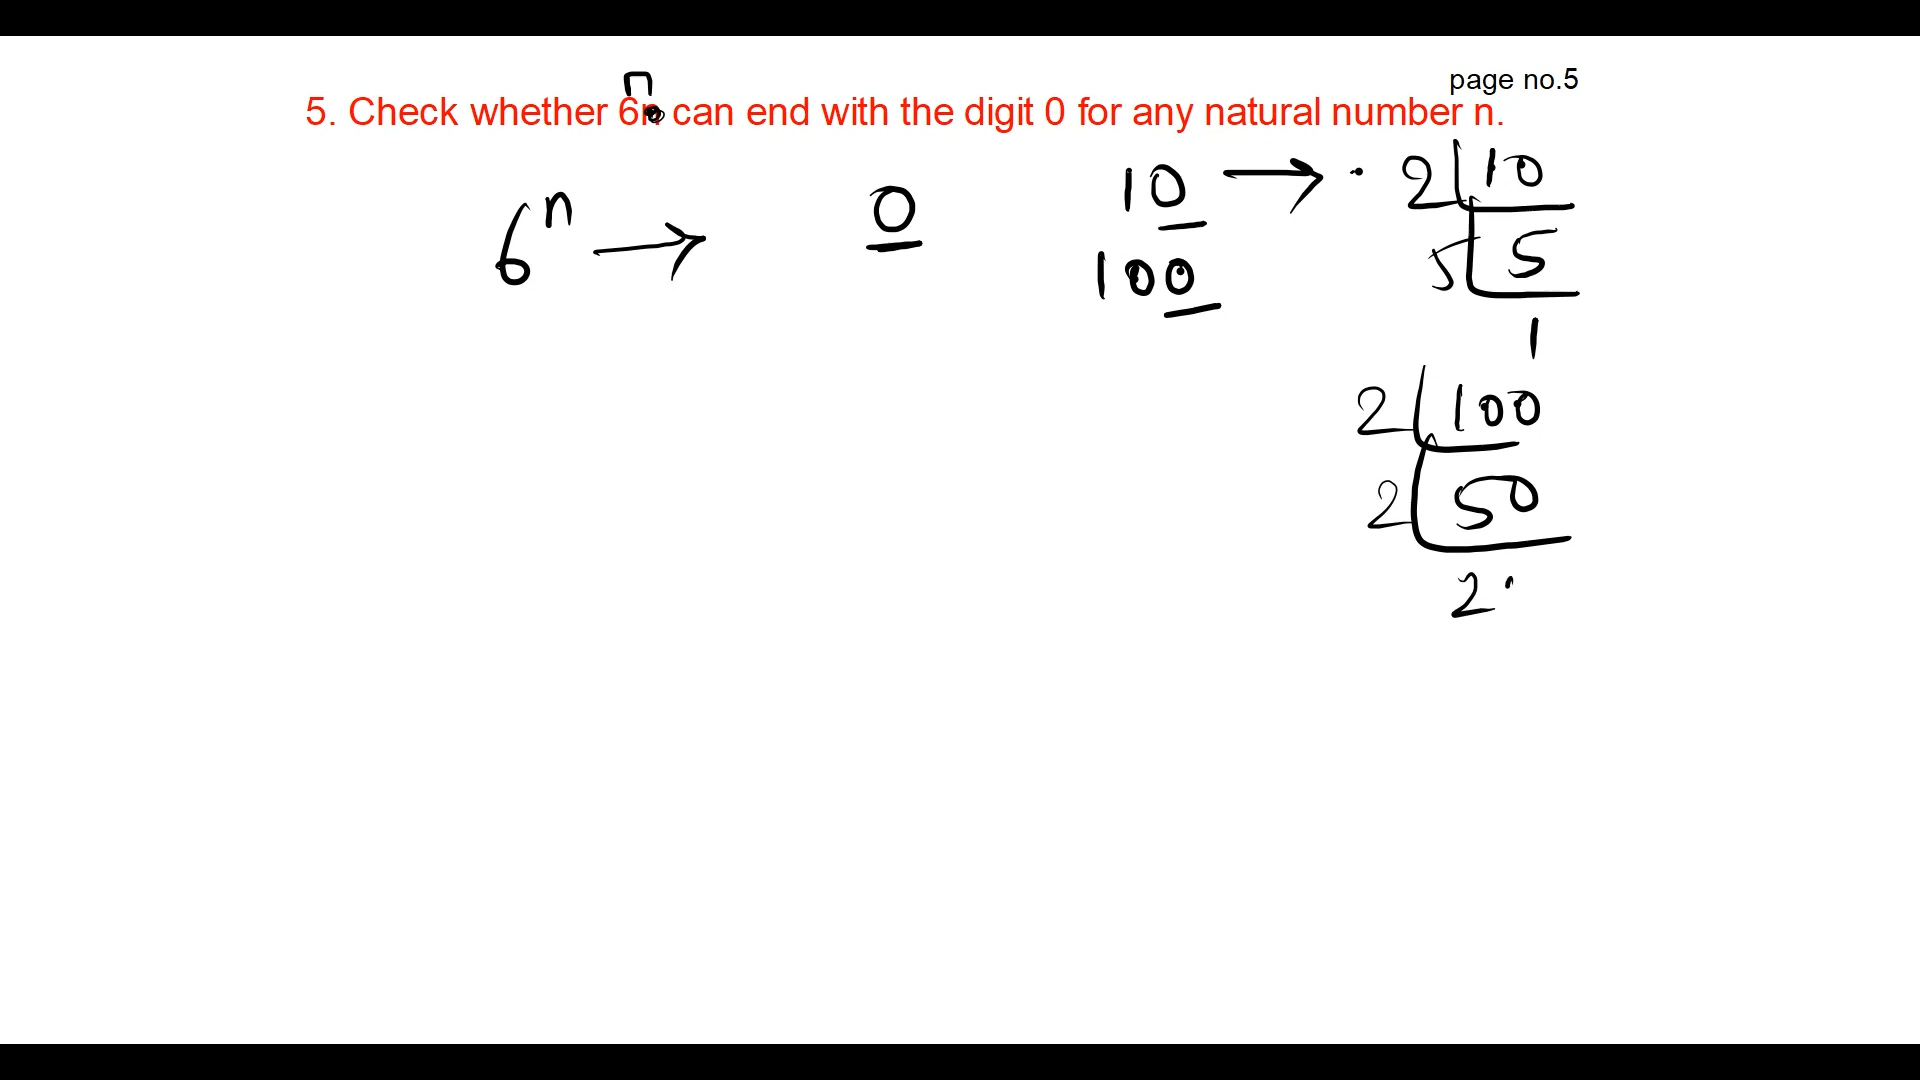 page no.5
n
5. Check whether 6n can end with the digit 0 for any natural number n.
6^n → 0
10 → 2 | 10
100
5 | 5
1
2 | 100
2 | 50
2